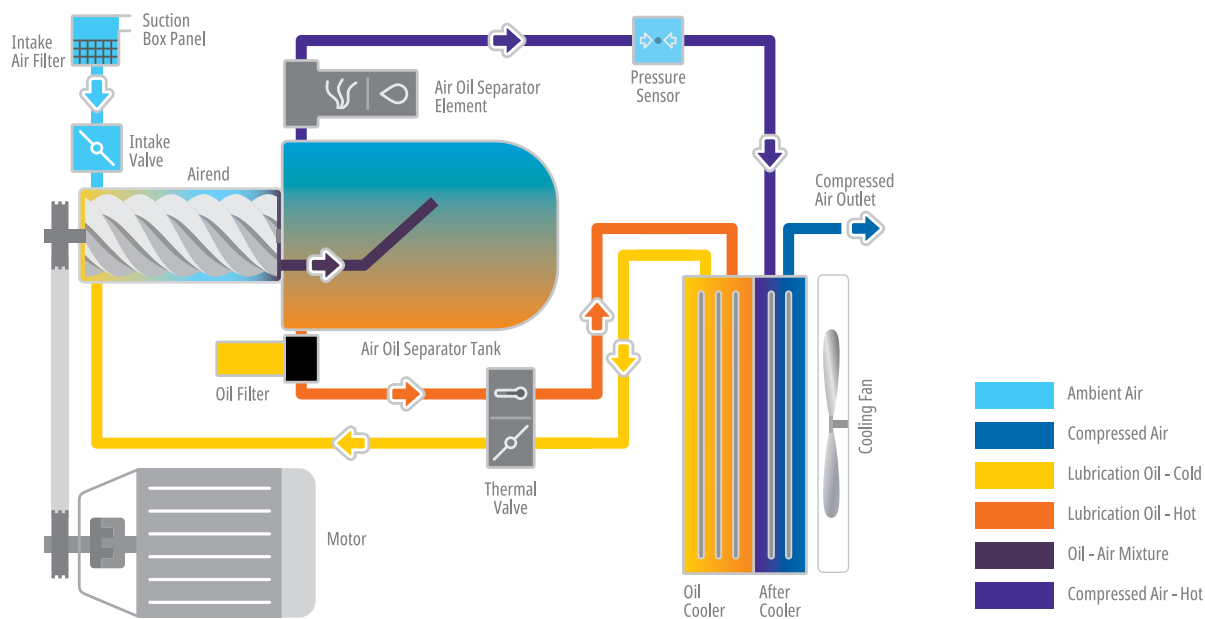 Suction
Box Panel
Intake
Air Filter
Pressure
Sensor
Air Oil Separator
Element
Intake
Valve
Airend
Compressed
Air Outlet
Air Oil Separator Tank
Oil Filter
Cooling Fan
Thermal
Valve
Motor
Oil
Cooler
After
Cooler
Ambient Air
Compressed Air
Lubrication Oil - Cold
Lubrication Oil - Hot
Oil - Air Mixture
Compressed Air - Hot